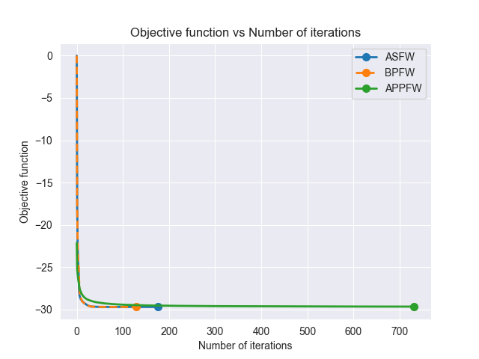 Objective function vs Number of iterations
ASFW
BPFW
APPFW
0
−5
−10
−15
−20
−25
−30
Objective function
0 100 200 300 400 500 600 700
Number of iterations